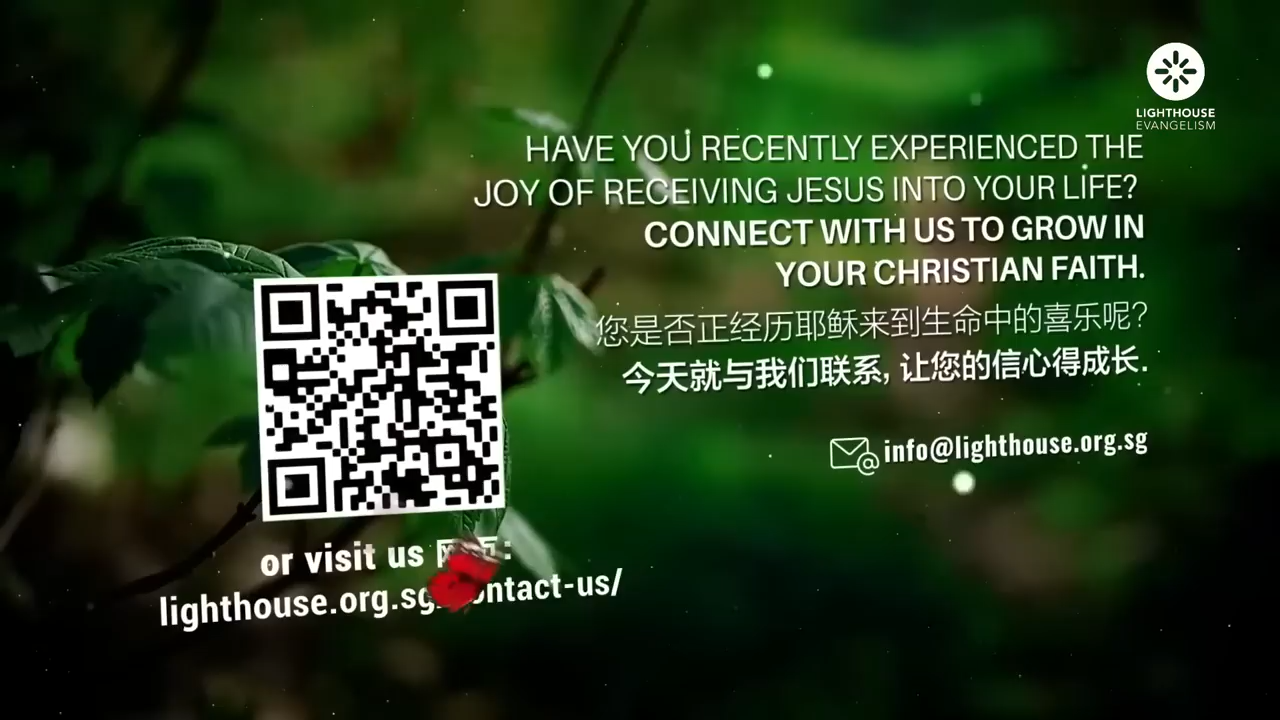 LIGHTHOUSE
EVANGELISM
HAVE YOU RECENTLY EXPERIENCED THE
JOY OF RECEIVING JESUS INTO YOUR LIFE?
CONNECT WITH US TO GROW IN
YOUR CHRISTIAN FAITH.
您是否正经历耶稣来到生命中的喜乐呢?
今天就与我们联系, 让您的信心得成长.
info@lighthouse.org.sg
or visit us
lighthouse.org.sg